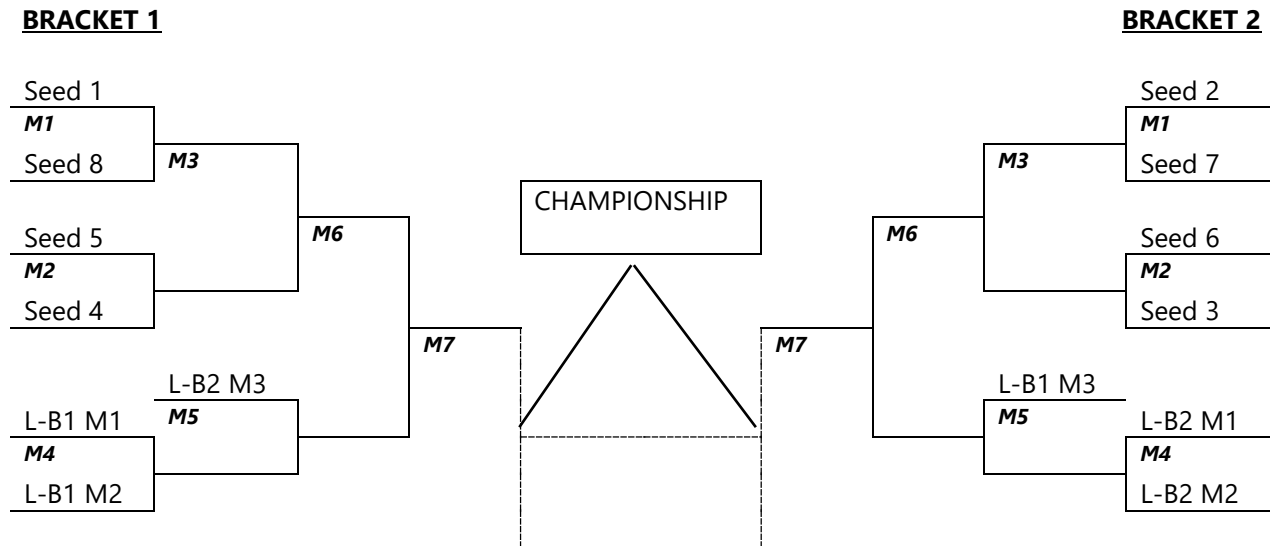 BRACKET 1
BRACKET 2
Seed 1
M1
Seed 8
M3
Seed 5
M2
Seed 4
M6
L-B2 M3
M5
L-B1 M1
M4
L-B1 M2
M7
CHAMPIONSHIP
M7
M6
M3
Seed 2
M1
Seed 7
Seed 6
M2
Seed 3
L-B1 M3
M5
L-B2 M1
M4
L-B2 M2